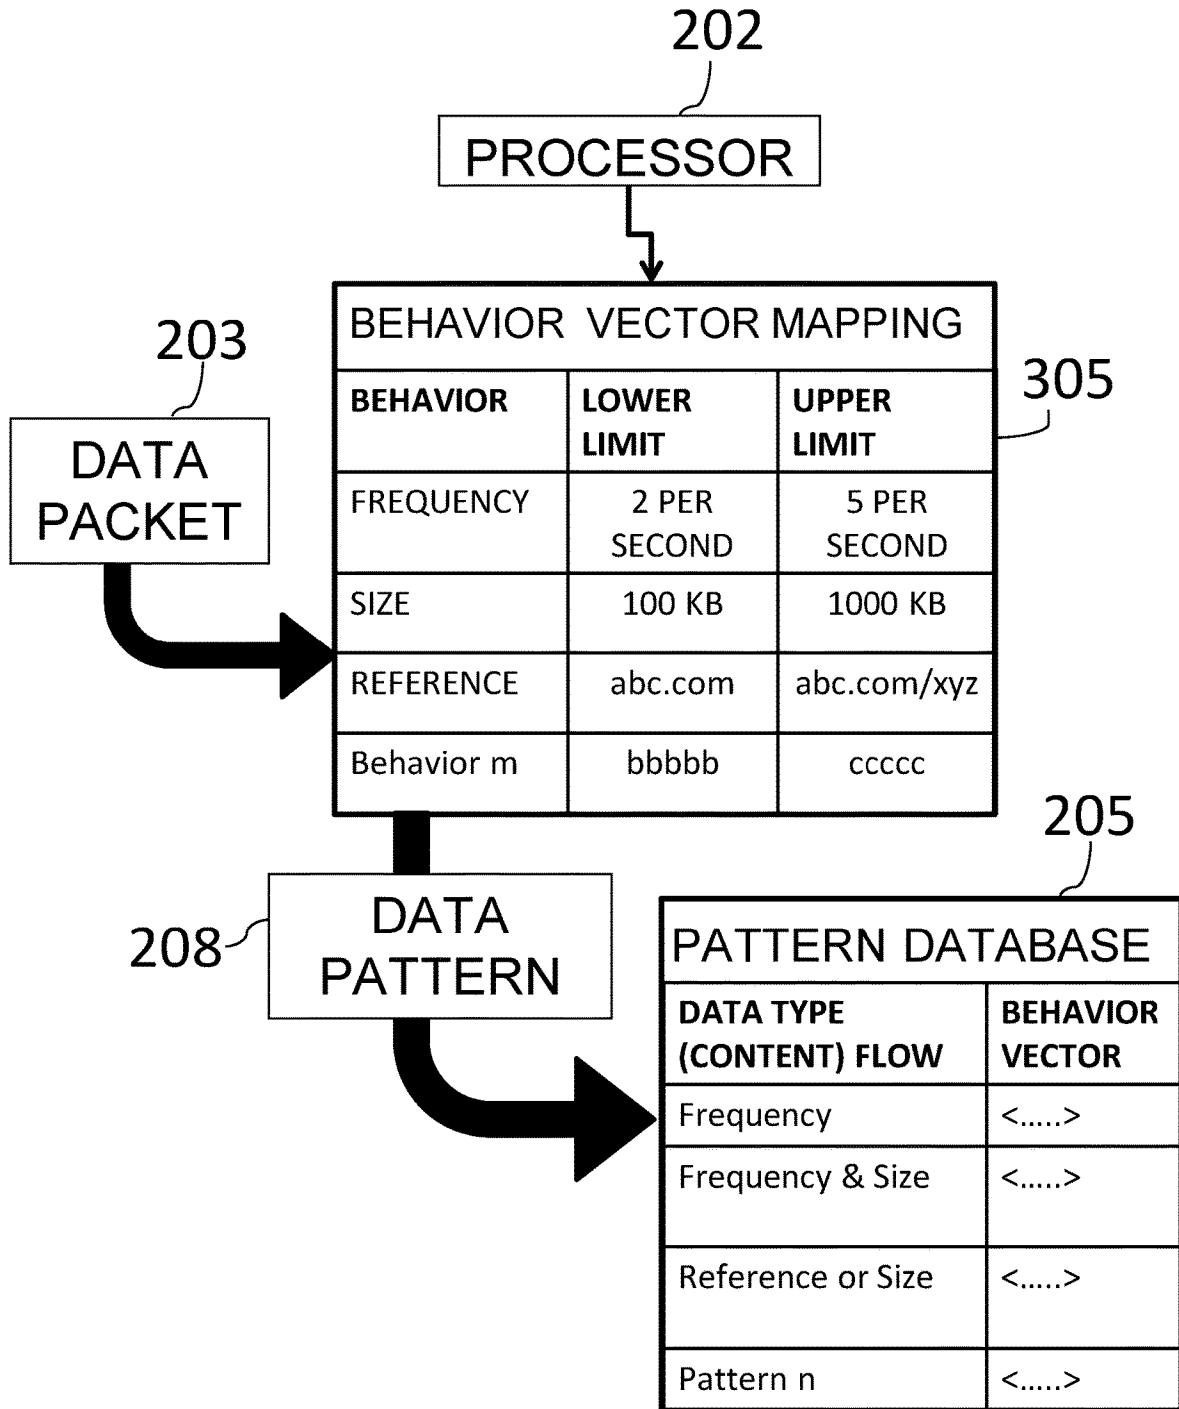 202
PROCESSOR
BEHAVIOR VECTOR MAPPING
203
305
BEHAVIOR LOWER LIMIT UPPER LIMIT
DATA
PACKET
FREQUENCY 2 PER SECOND 5 PER SECOND
SIZE 100 KB 1000 KB
REFERENCE abc.com abc.com/xyz
Behavior m bbbbb ccccc
205
208
DATA
PATTERN
PATTERN DATABASE
DATA TYPE (CONTENT) FLOW BEHAVIOR VECTOR
Frequency <.....>
Frequency & Size <.....>
Reference or Size <.....>
Pattern n <.....>